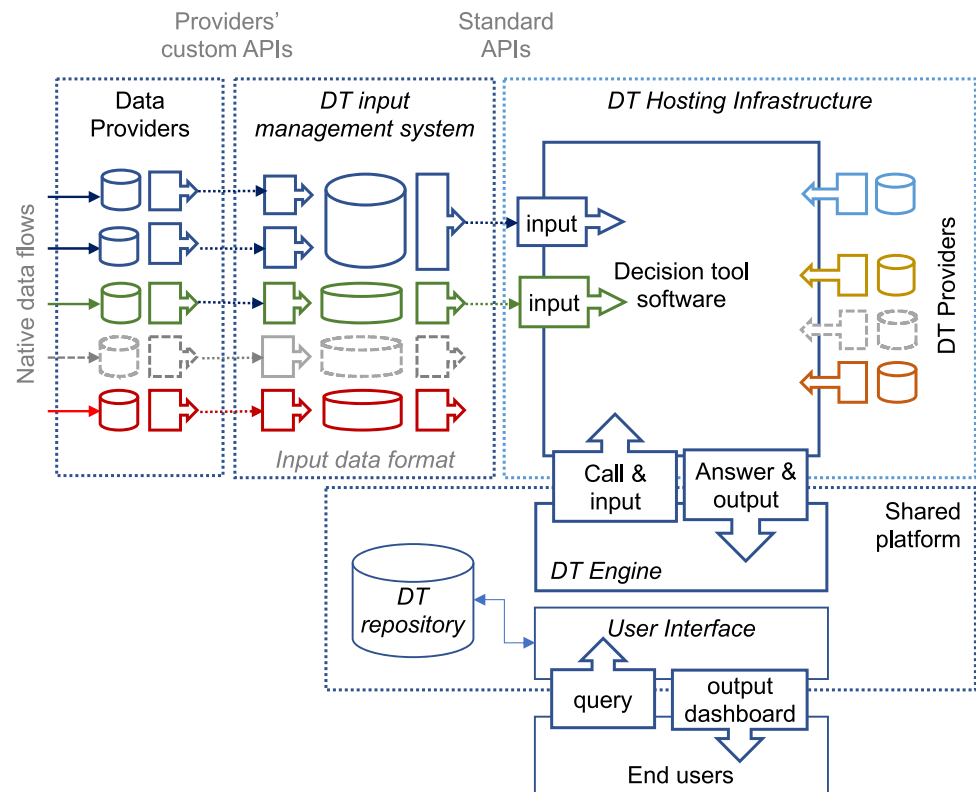 Providers'
custom APIs
Standard
APIs
Data
Providers
DT input
management system
DT Hosting Infrastructure
Native data flows
input
input
Decision tool
software
DT Providers
Input data format
Call &
input
Answer &
output
Shared
platform
DT Engine
DT
repository
User Interface
query
output
dashboard
End users